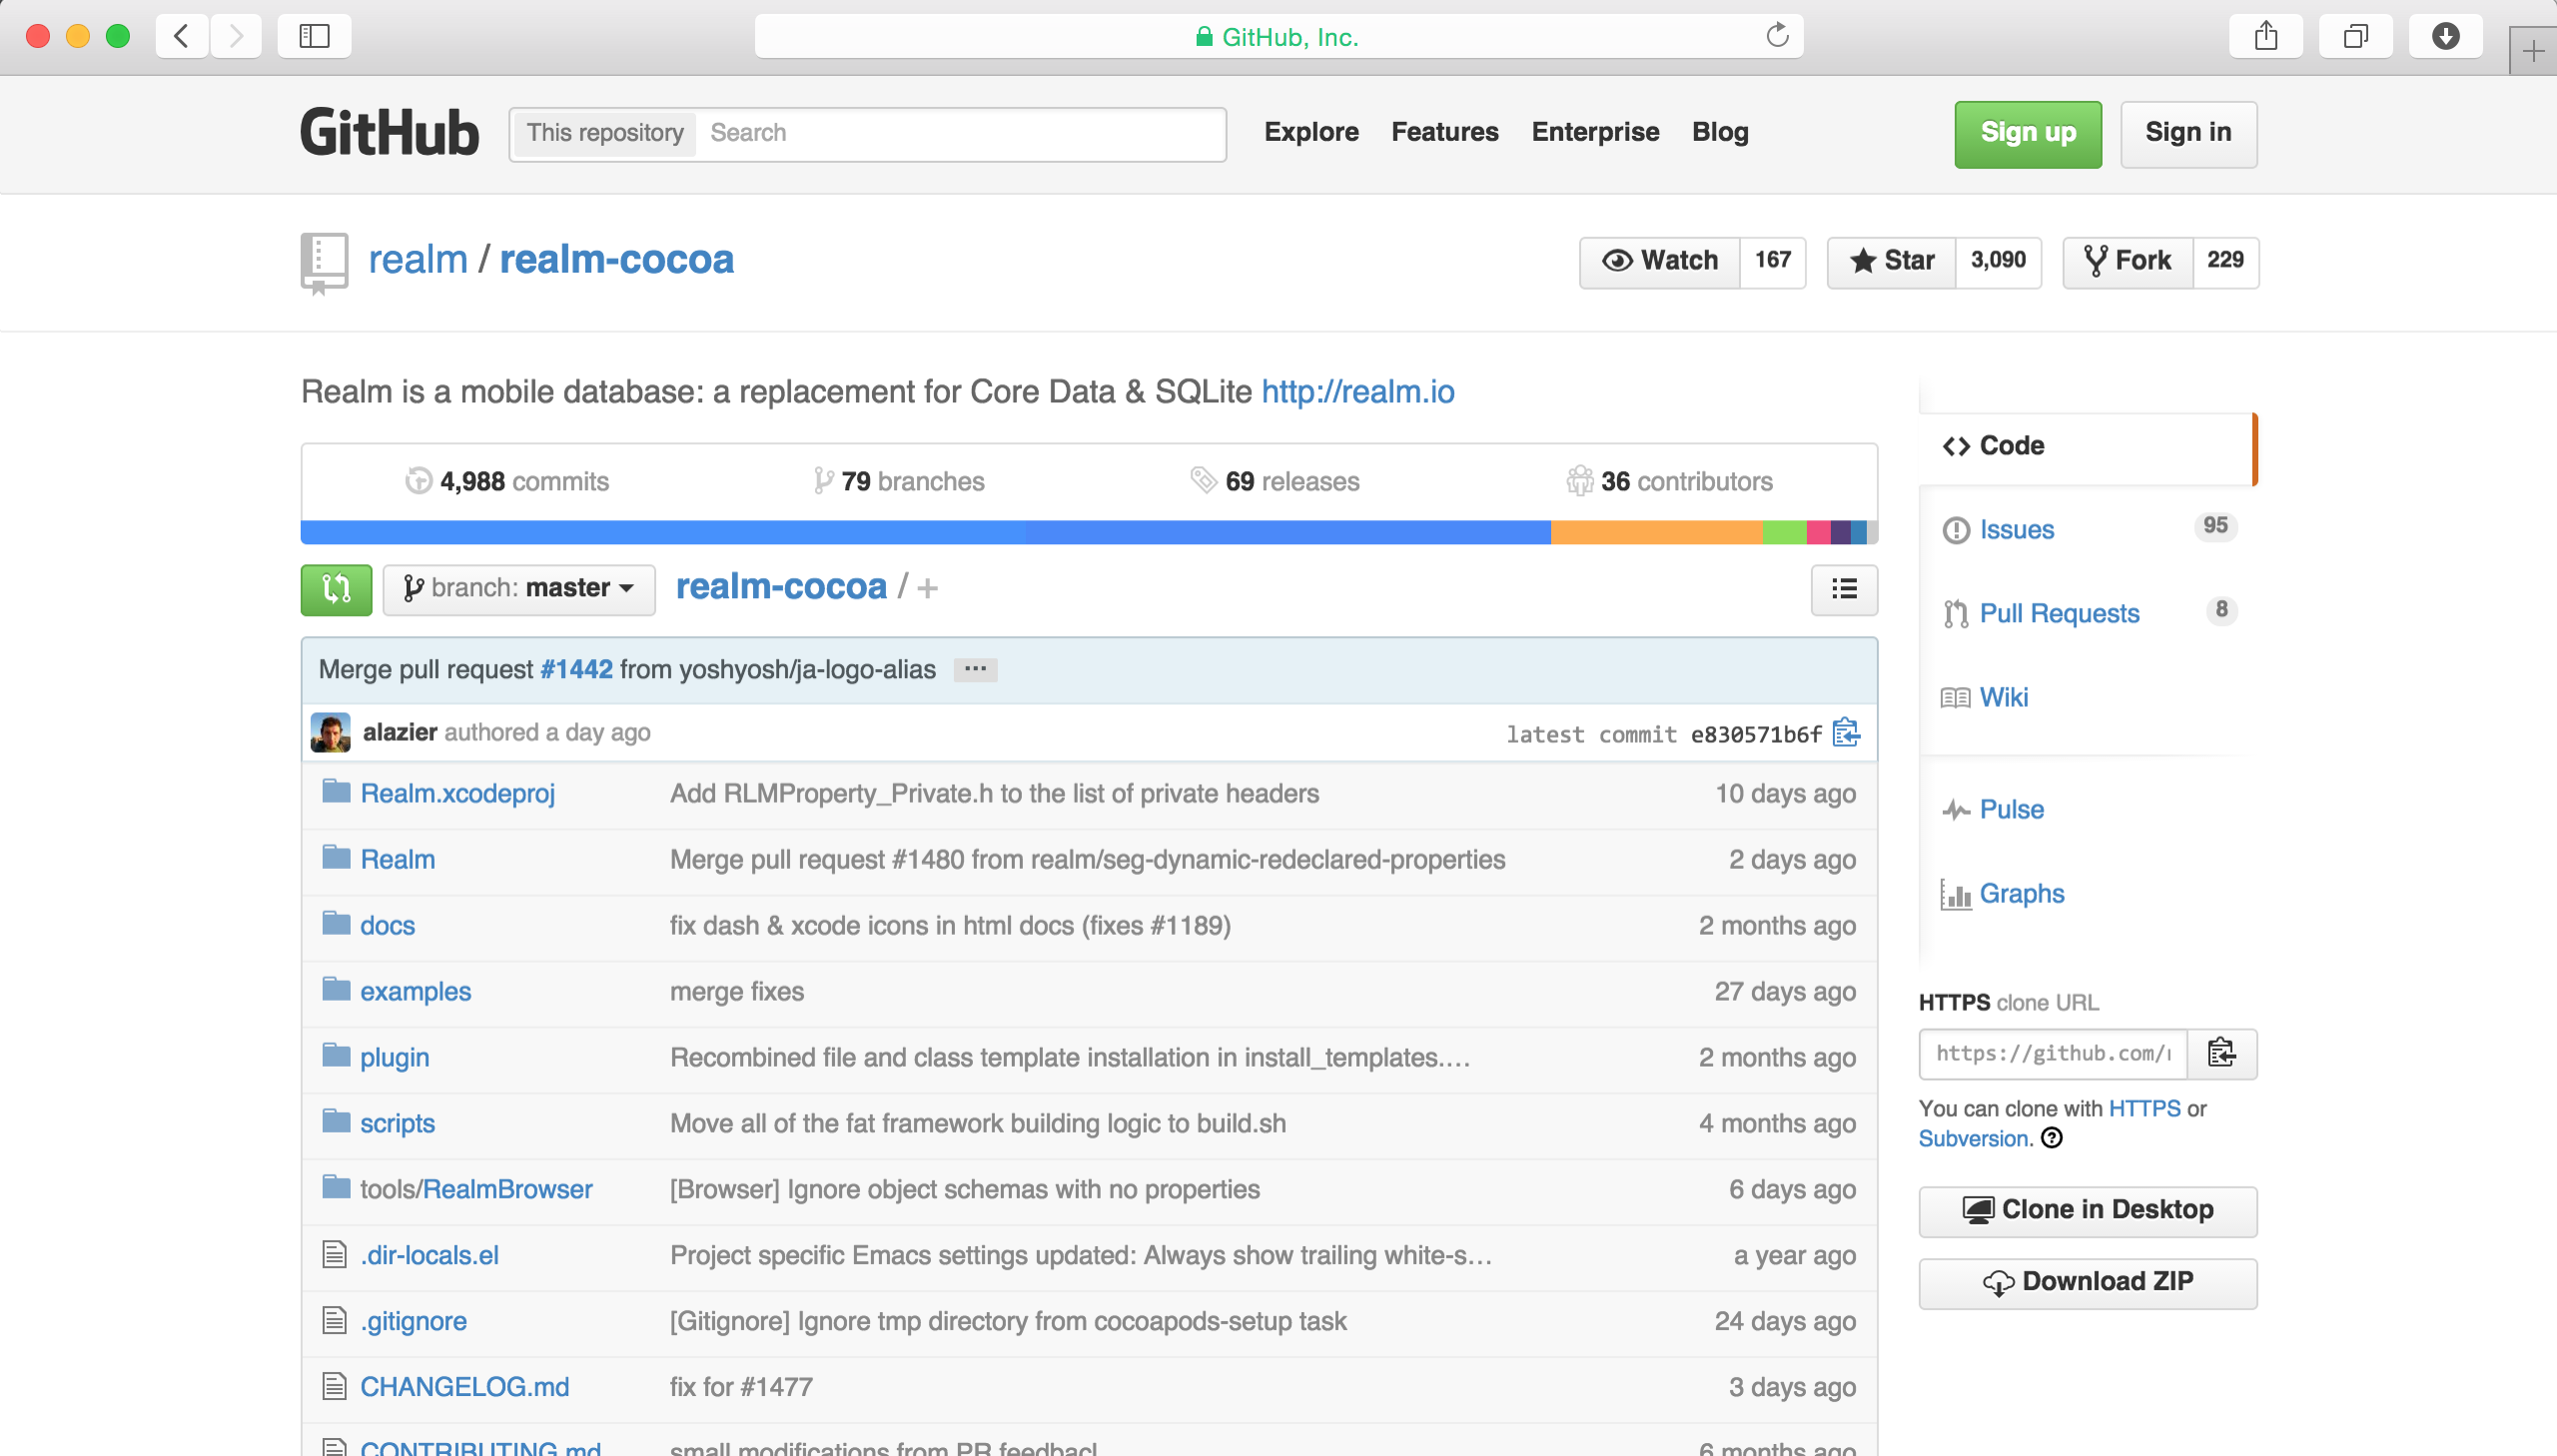 GitHub, Inc.
GitHub
This repository Search
Explore Features Enterprise Blog
Sign up Sign in
realm / realm-cocoa
Watch 167
Star 3,090
Fork 229
Realm is a mobile database: a replacement for Core Data & SQLite http://realm.io
4,988 commits 79 branches 69 releases 36 contributors
branch: master realm-cocoa / +
Merge pull request #1442 from yoshyosh/ja-logo-alias ...
alazier authored a day ago latest commit e830571b6f
Realm.xcodeproj Add RLMProperty_Private.h to the list of private headers 10 days ago
Realm Merge pull request #1480 from realm/seg-dynamic-redeclared-properties 2 days ago
docs fix dash & xcode icons in html docs (fixes #1189) 2 months ago
examples merge fixes 27 days ago
plugin Recombined file and class template installation in install_templates.… 2 months ago
scripts Move all of the fat framework building logic to build.sh 4 months ago
tools/RealmBrowser [Browser] Ignore object schemas with no properties 6 days ago
.dir-locals.el Project specific Emacs settings updated: Always show trailing white-s… a year ago
.gitignore [Gitignore] Ignore tmp directory from cocoapods-setup task 24 days ago
CHANGELOG.md fix for #1477 3 days ago
CONTRIBUTING.md small modifications from PR feedback 6 months ago
Code
Issues 95
Pull Requests 8
Wiki
Pulse
Graphs
HTTPS clone URL
https://github.com/
You can clone with HTTPS or
Subversion.
Clone in Desktop
Download ZIP